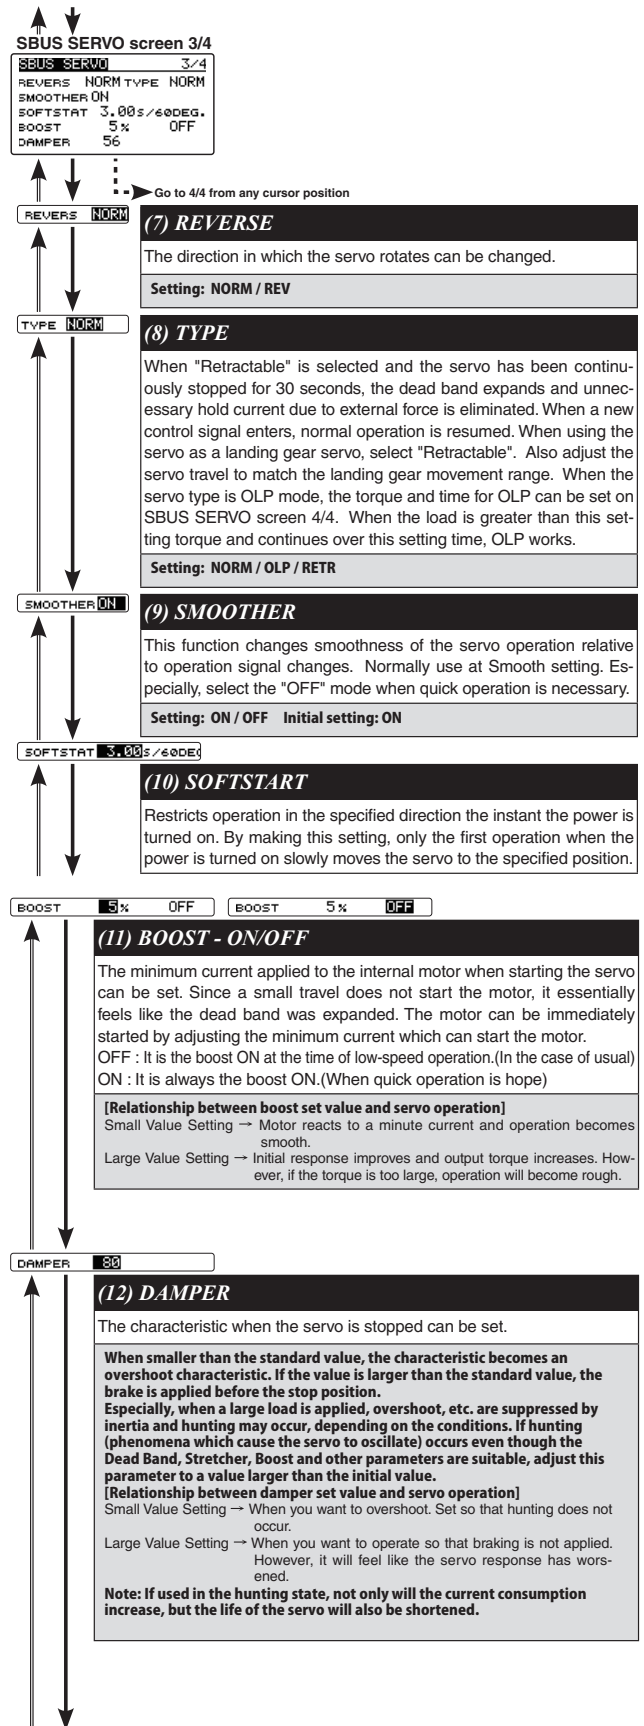 SBUS SERVO screen 3/4
SBUS SERVO 3/4
REVERS NORM TYPE NORM
SMOOTHER ON
SOFTSTAT 3.00s/60DEG.
BOOST 5% OFF
DAMPER 56
Go to 4/4 from any cursor position
REVERS NORM
(7) REVERSE
The direction in which the servo rotates can be changed.
Setting: NORM / REV
TYPE NORM
(8) TYPE
When "Retractable" is selected and the servo has been continu-
ously stopped for 30 seconds, the dead band expands and unnec-
essary hold current due to external force is eliminated. When a new
control signal enters, normal operation is resumed. When using the
servo as a landing gear servo, select "Retractable". Also adjust the
servo travel to match the landing gear movement range. When the
servo type is OLP mode, the torque and time for OLP can be set on
SBUS SERVO screen 4/4. When the load is greater than this set-
ting torque and continues over this setting time, OLP works.
Setting: NORM / OLP / RETR
SMOOTHER ON
(9) SMOOTHER
This function changes smoothness of the servo operation relative
to operation signal changes. Normally use at Smooth setting. Es-
pecially, select the "OFF" mode when quick operation is necessary.
Setting: ON / OFF Initial setting: ON
SOFTSTAT 3.00s/60DEG
(10) SOFTSTART
Restricts operation in the specified direction the instant the power is
turned on. By making this setting, only the first operation when the
power is turned on slowly moves the servo to the specified position.
BOOST 5% OFF BOOST 5% OFF
(11) BOOST - ON/OFF
The minimum current applied to the internal motor when starting the servo
can be set. Since a small travel does not start the motor, it essentially
feels like the dead band was expanded. The motor can be immediately
started by adjusting the minimum current which can start the motor.
OFF : It is the boost ON at the time of low-speed operation.(In the case of usual)
ON : It is always the boost ON.(When quick operation is hope)
[Relationship between boost set value and servo operation]
Small Value Setting → Motor reacts to a minute current and operation becomes
smooth.
Large Value Setting → Initial response improves and output torque increases. How-
ever, if the torque is too large, operation will become rough.
DAMPER 80
(12) DAMPER
The characteristic when the servo is stopped can be set.
When smaller than the standard value, the characteristic becomes an
overshoot characteristic. If the value is larger than the standard value, the
brake is applied before the stop position.
Especially, when a large load is applied, overshoot, etc. are suppressed by
inertia and hunting may occur, depending on the conditions. If hunting
(phenomena which cause the servo to oscillate) occurs even though the
Dead Band, Stretcher, Boost and other parameters are suitable, adjust this
parameter to a value larger than the initial value.
[Relationship between damper set value and servo operation]
Small Value Setting → When you want to overshoot. Set so that hunting does not
occur.
Large Value Setting → When you want to operate so that braking is not applied.
However, it will feel like the servo response has wors-
ened.
Note: If used in the hunting state, not only will the current consumption
increase, but the life of the servo will also be shortened.